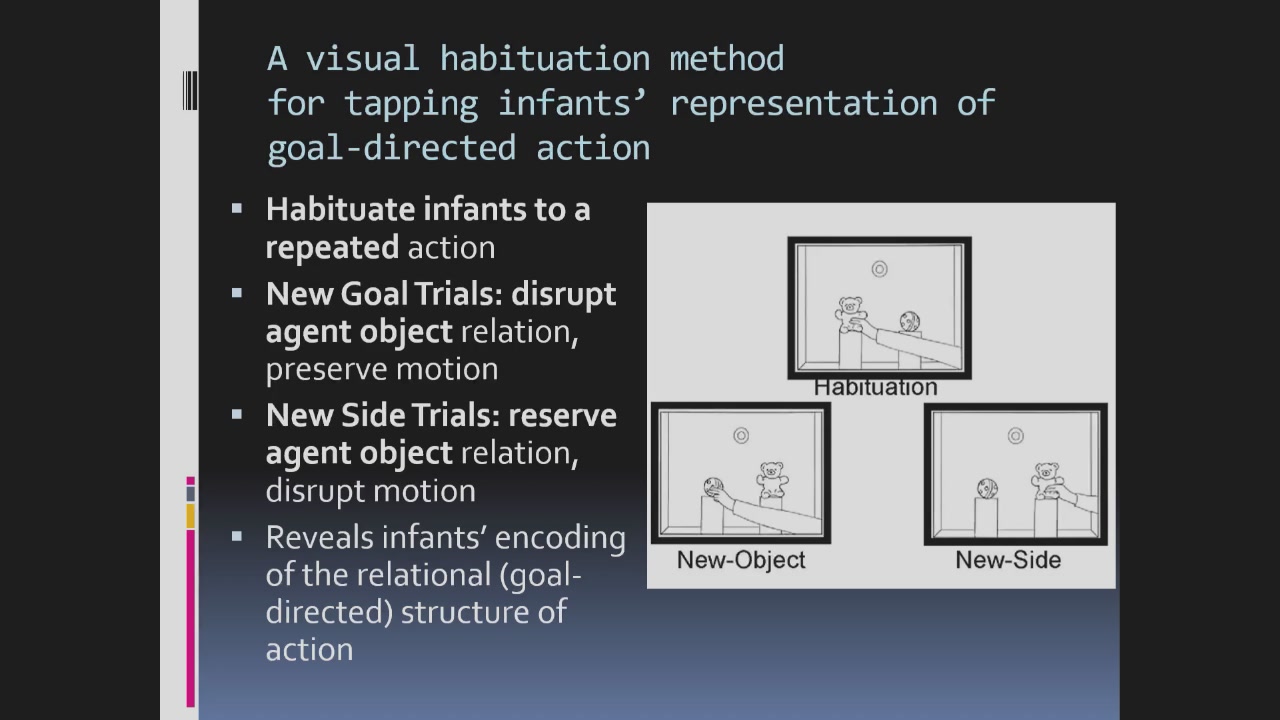 A visual habituation method
for tapping infants’ representation of
goal-directed action
Habituate infants to a
repeated action
New Goal Trials: disrupt
agent object relation,
preserve motion
New Side Trials: reserve
agent object relation,
disrupt motion
Reveals infants’ encoding
of the relational (goal-
directed) structure of
action
Habituation
New-Object
New-Side